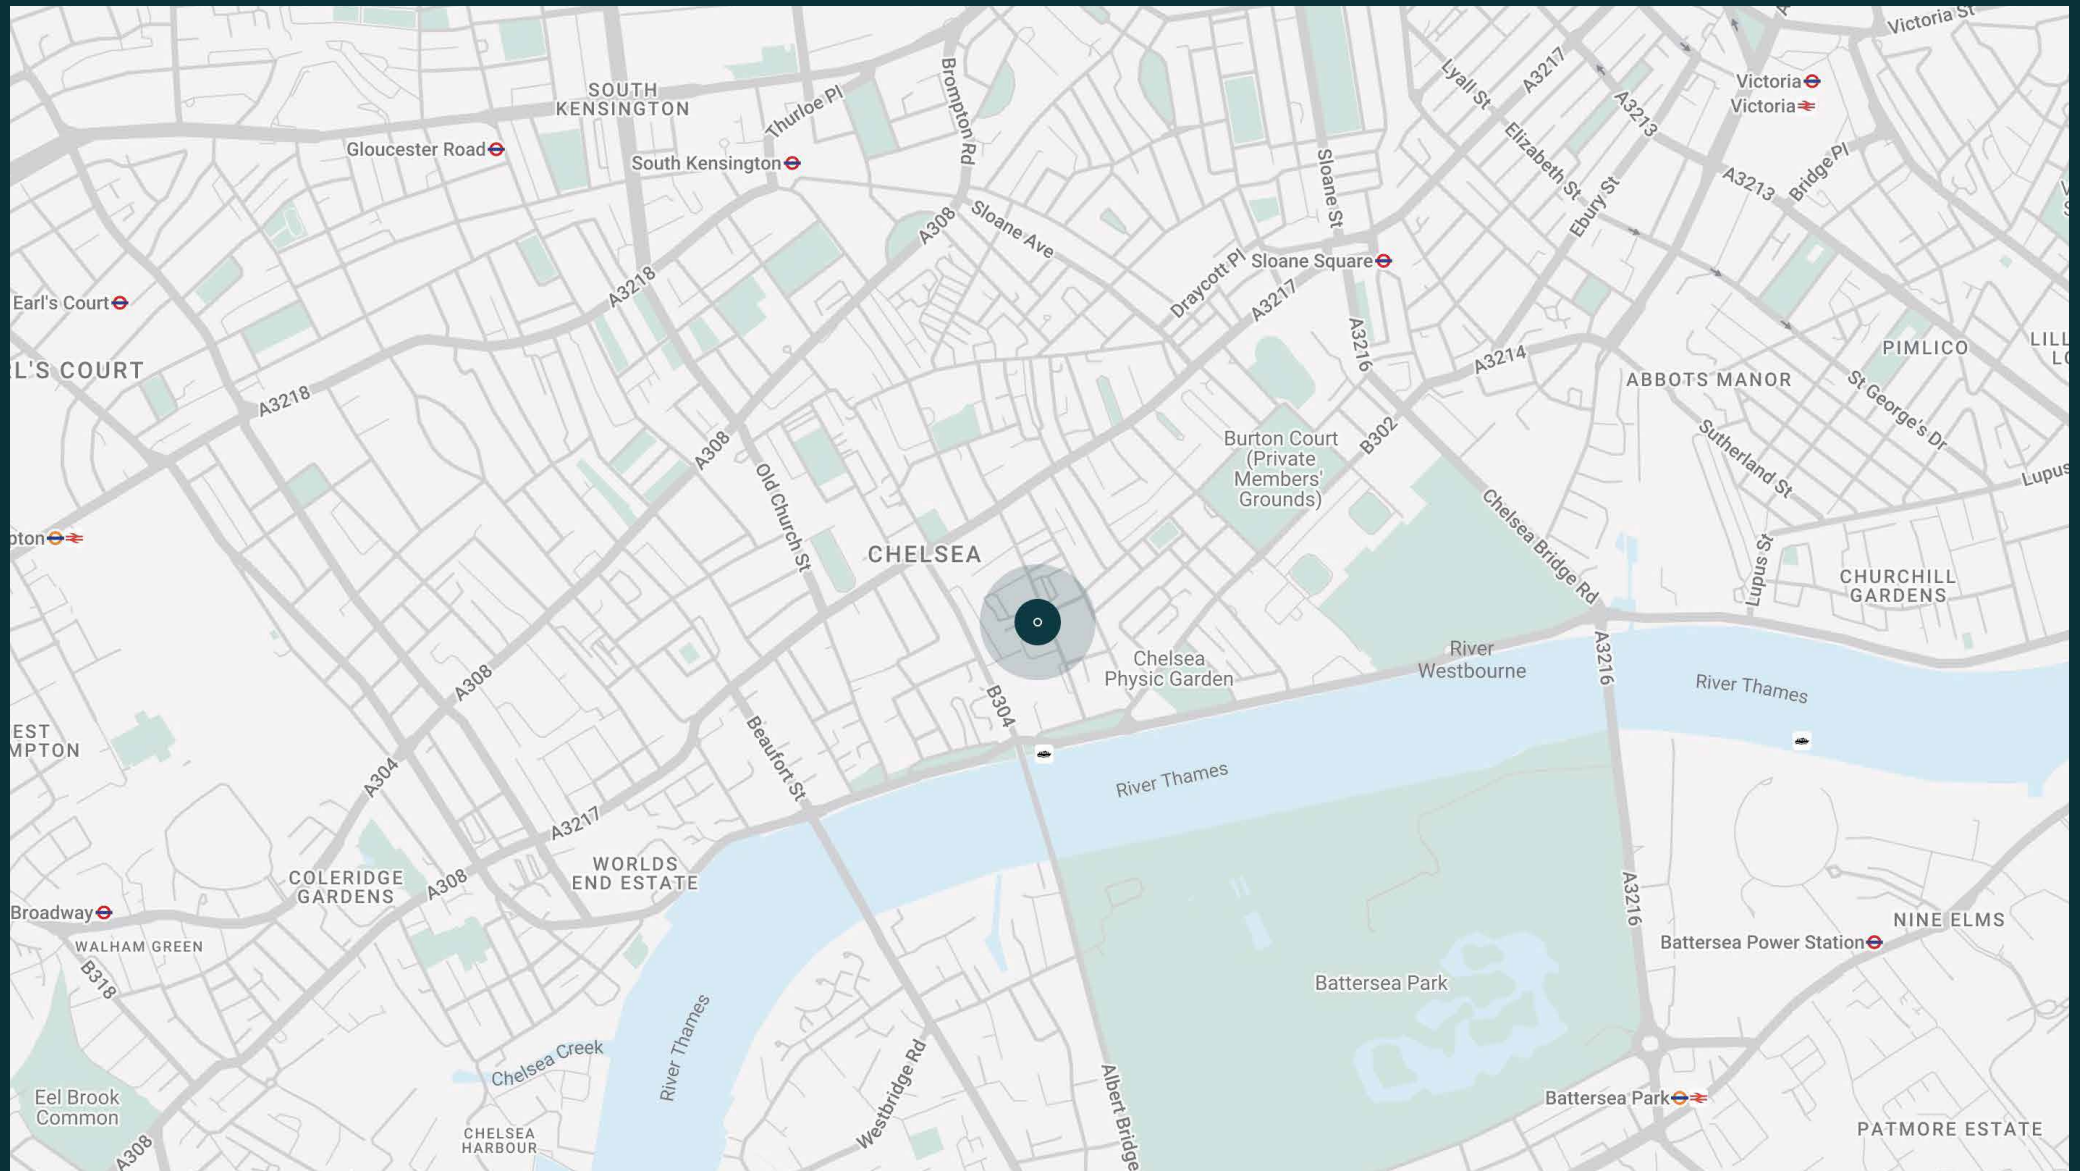 Victoria St
SOUTH
KENSINGTON
Brompton Rd
Lyall St
A3217
Victoria
Victoria
Thurloe Pl
A3213
Gloucester Road
South Kensington
Elizabeth St
Bridge Pl
A3213
Sloane St
Ebury St
A308
Sloane Ave
Sloane Square
Draycott Pl
A3218
A3217
Earl's Court
A3216
A3214
PIMLICO
LILL
LO
L'S COURT
ABBOTS MANOR
A3218
St George's Dr
A308
B302
Burton Court
(Private
Members'
Grounds)
Sutherland St
Lupus
Old Church St
Chelsea Bridge Rd
pton
CHELSEA
Lupus St
CHURCHILL
GARDENS
A3216
River
Westbourne
Chelsea
Physic Garden
River Thames
A308
B304
EST
MPTON
Beaufort St
A304
River Thames
A3217
WORLDS
END ESTATE
COLERIDGE
GARDENS
A308
A3216
Broadway
NINE ELMS
WALHAM GREEN
Battersea Power Station
B318
Battersea Park
River Thames
Chelsea Creek
Westbridge Rd
Albert Bridge
Eel Brook
Common
Battersea Park
CHELSEA
HARBOUR
PATMORE ESTATE
A308